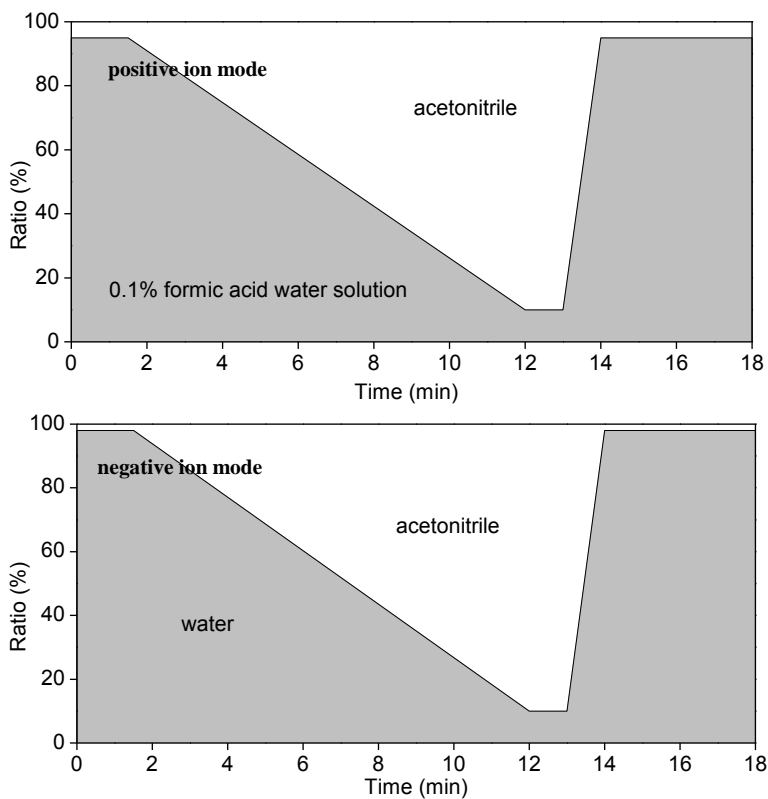 100
80
60
40
20
0
Ratio (%)
positive ion mode
acetonitrile
0.1% formic acid water solution
0 2 4 6 8 10 12 14 16 18
Time (min)
100
80
60
40
20
0
Ratio (%)
negative ion mode
acetonitrile
water
0 2 4 6 8 10 12 14 16 18
Time (min)